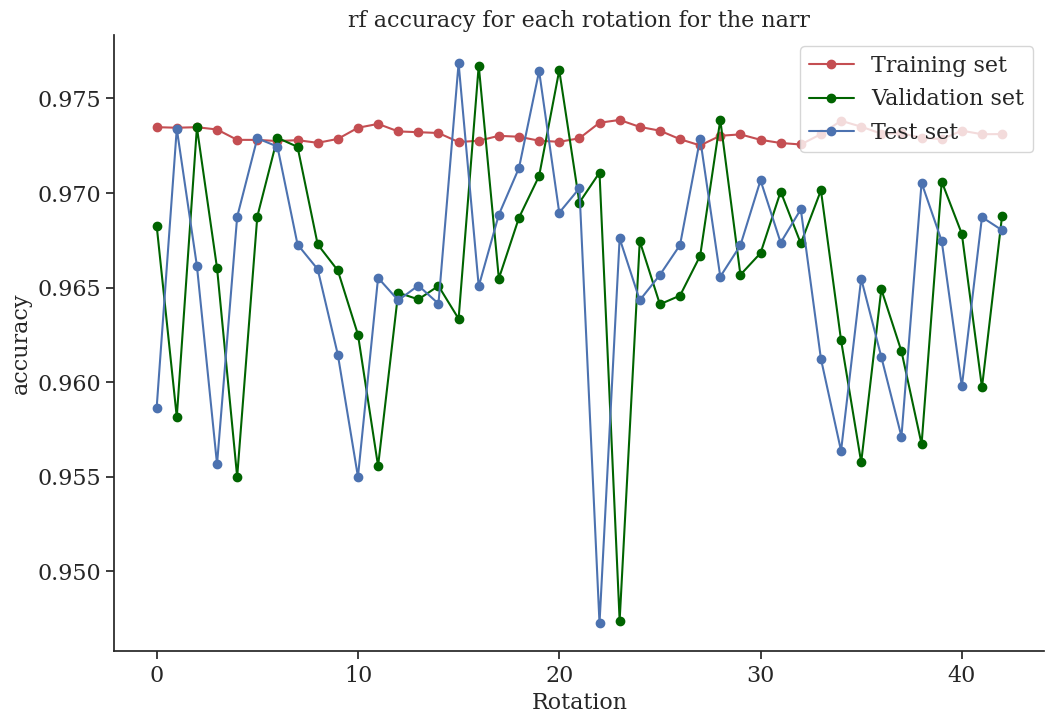 rf accuracy for each rotation for the narr
Training set
Validation set
Test set
0.975
0.970
0.965
0.960
0.955
0.950
accuracy
0 10 20 30 40
Rotation